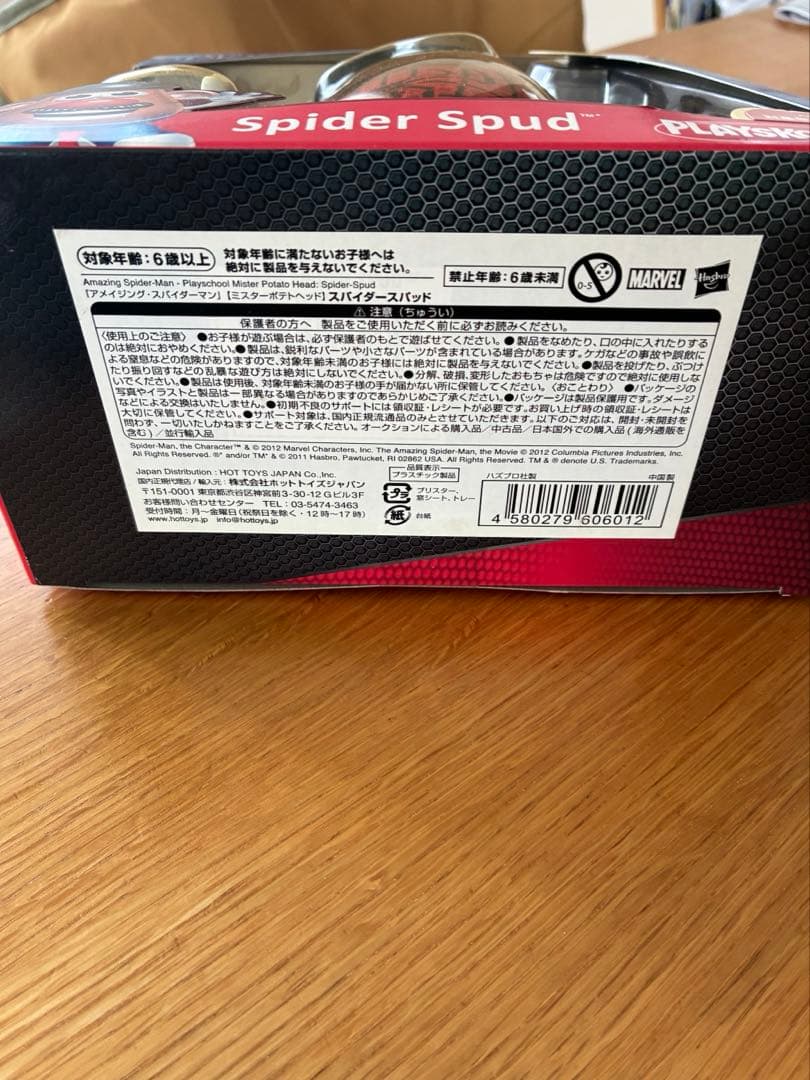 Spider Spud™
PLAYSK
対象年齢:6歳以上
対象年齢に満たないお子様へは
絶対に製品を与えないでください。
Amazing Spider-Man - Playschool Mister Potato Head: Spider-Spud
「アメイジング・スパイダーマン」【ミスターポテトヘッド】スパイダースパッド
禁止年齢:6歳未満
0-5
MARVEL
Hasbro
注意(ちゅうい)
保護者の方へ 製品をご使用いただく前に必ずお読みください。
〈使用上のご注意〉 ●お子様が遊ぶ場合は、必ず保護者のもとで遊ばせてください。●製品をなめたり、口の中に入れたりする
のは絶対におやめください。●製品は、鋭利なパーツや小さなパーツが含まれている場合があります。ケガなどの事故や誤飲に
よる窒息などの危険がありますので、対象年齢未満のお子様には絶対に製品を与えないでください。●製品を投げたり、ぶつけ
たり振り回すなどの乱暴な遊び方は絶対にしないでください。●分解、破損、変形したおもちゃは危険ですので絶対に使用しな
いでください。●製品は使用後、対象年齢未満のお子様の手が届かない所に保管してください。〈おことわり〉 ●パッケージの
写真やイラストと製品は一部異なる場合がありますのであらかじめご了承ください。●パッケージは製品保護用です。ダメージ
などによる交換はいたしません。●初期不良のサポートには領収証・レシートが必要です。お買い上げ時の領収証・レシートは
大切に保管してください。●サポート対象は、国内正規流通品のみとさせていただきます。以下のご対応は、開封・未開封を
問わず、一切いたしかねますことをご了承ください。オークションによる購入品/中古品/日本国外での購入品(海外通販を
含む)/並行輸入品
Spider-Man, the Character™ & © 2012 Marvel Characters, Inc. The Amazing Spider-Man, the Movie © 2012 Columbia Pictures Industries, Inc.
All Rights Reserved. ®* and/or TM* & © 2011 Hasbro, Pawtucket, RI 02862 USA. All Rights Reserved. TM & ® denote U.S. Trademarks.
Japan Distribution : HOT TOYS JAPAN Co.,Inc.
国内正規代理店/輸入元:株式会社ホットトイズジャパン
〒151-0001 東京都渋谷区神宮前3-30-12 Gビル3F
お客様問い合わせセンター TEL:03-5474-3463
受付時間:月~金曜日(祝祭日を除く・12時~17時)
www.hottoys.jp info@hottoys.jp
品質表示
プラスチック製品
プラ
ブリスター、
窓シート、トレー
紙
台紙
ハズブロ社製
中国製
4 580279 606012